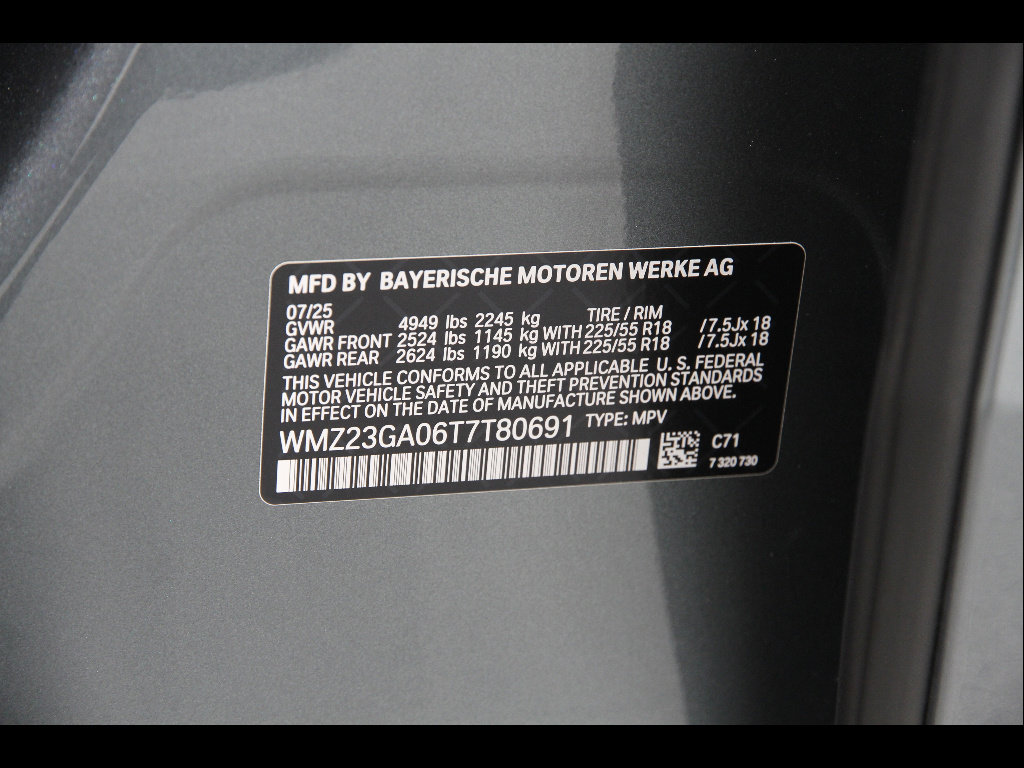 MFD BY BAYERISCHE MOTOREN WERKE AG
07/25
GVWR 4949 lbs 2245 kg TIRE / RIM
GAWR FRONT 2524 lbs 1145 kg WITH 225/55 R18 /7.5Jx 18
GAWR REAR 2624 lbs 1190 kg WITH 225/55 R18 /7.5Jx 18
THIS VEHICLE CONFORMS TO ALL APPLICABLE U. S. FEDERAL
MOTOR VEHICLE SAFETY AND THEFT PREVENTION STANDARDS
IN EFFECT ON THE DATE OF MANUFACTURE SHOWN ABOVE.
WMZ23GA06T7T80691 TYPE: MPV
C71
7 320 730